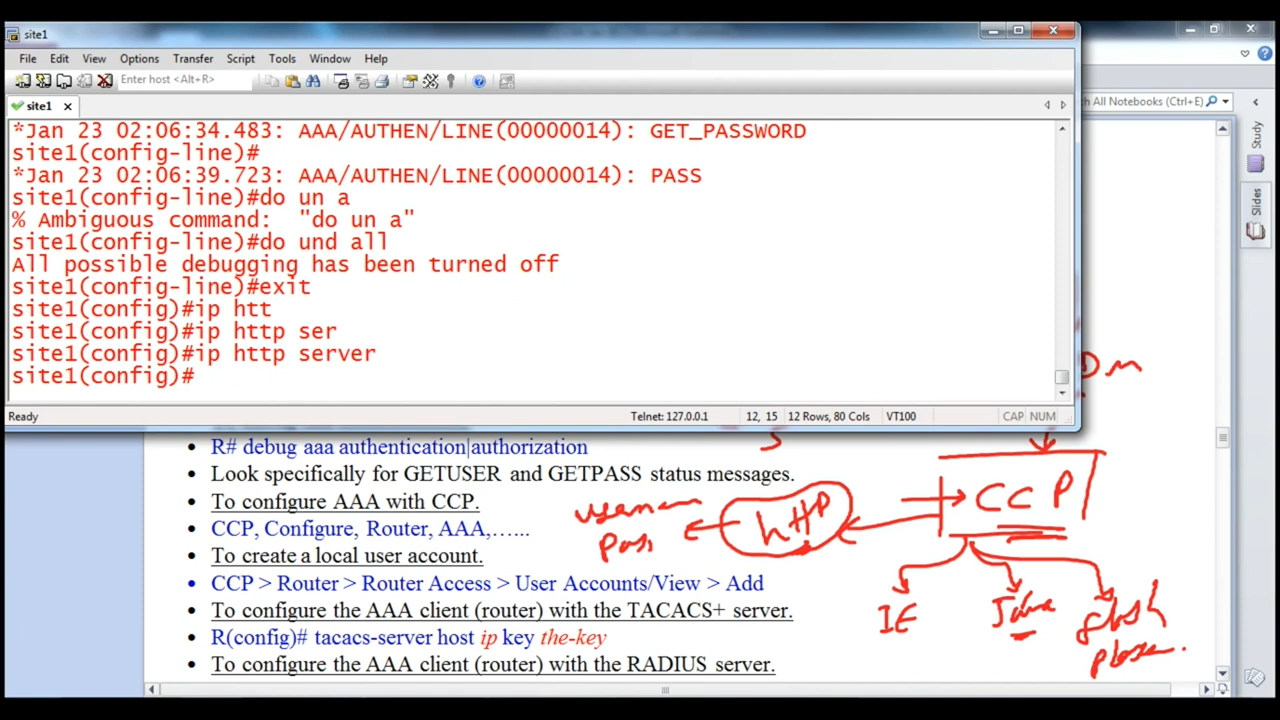 site1
File Edit View Options Transfer Script Tools Window Help
Enter host <Alt+R>
ch All Notebooks (Ctrl+E)
site1
*Jan 23 02:06:34.483: AAA/AUTHEN/LINE(00000014): GET_PASSWORD
site1(config-line)#
*Jan 23 02:06:39.723: AAA/AUTHEN/LINE(00000014): PASS
site1(config-line)#do un a
% Ambiguous command:  "do un a"
site1(config-line)#do und all
All possible debugging has been turned off
site1(config-line)#exit
site1(config)#ip htt
site1(config)#ip http ser
site1(config)#ip http server
site1(config)#
Ready Telnet: 127.0.0.1 12, 15 12 Rows, 80 Cols VT100 CAP NUM
Study
Slides
Dm
R# debug aaa authentication|authorization
Look specifically for GETUSER and GETPASS status messages.
To configure AAA with CCP.
CCP, Configure, Router, AAA,…...
To create a local user account.
CCP > Router > Router Access > User Accounts/View > Add
To configure the AAA client (router) with the TACACS+ server.
R(config)# tacacs-server host ip key the-key
To configure the AAA client (router) with the RADIUS server.
S
CCP
hTTP
Pass
IE
Java